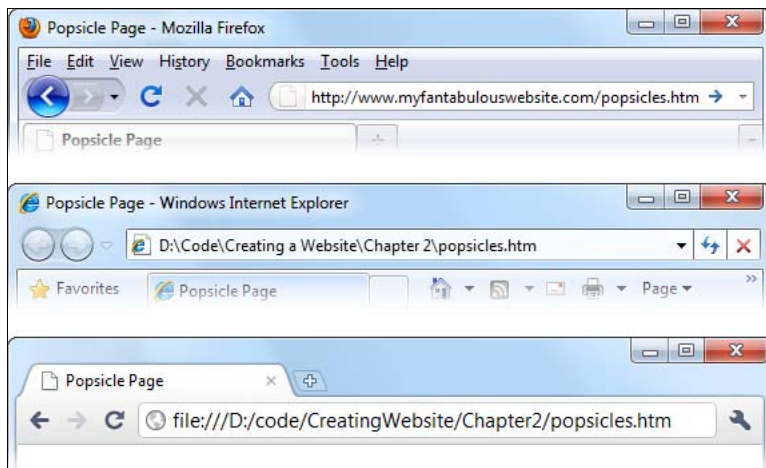 Popsicle Page - Mozilla Firefox
File Edit View History Bookmarks Tools Help
http://www.myfantabulouswebsite.com/popsicles.htm
Popsicle Page
Popsicle Page - Windows Internet Explorer
D:\Code\Creating a Website\Chapter 2\popsicles.htm
Favorites Popsicle Page Page
Popsicle Page
file:///D:/code/CreatingWebsite/Chapter2/popsicles.htm